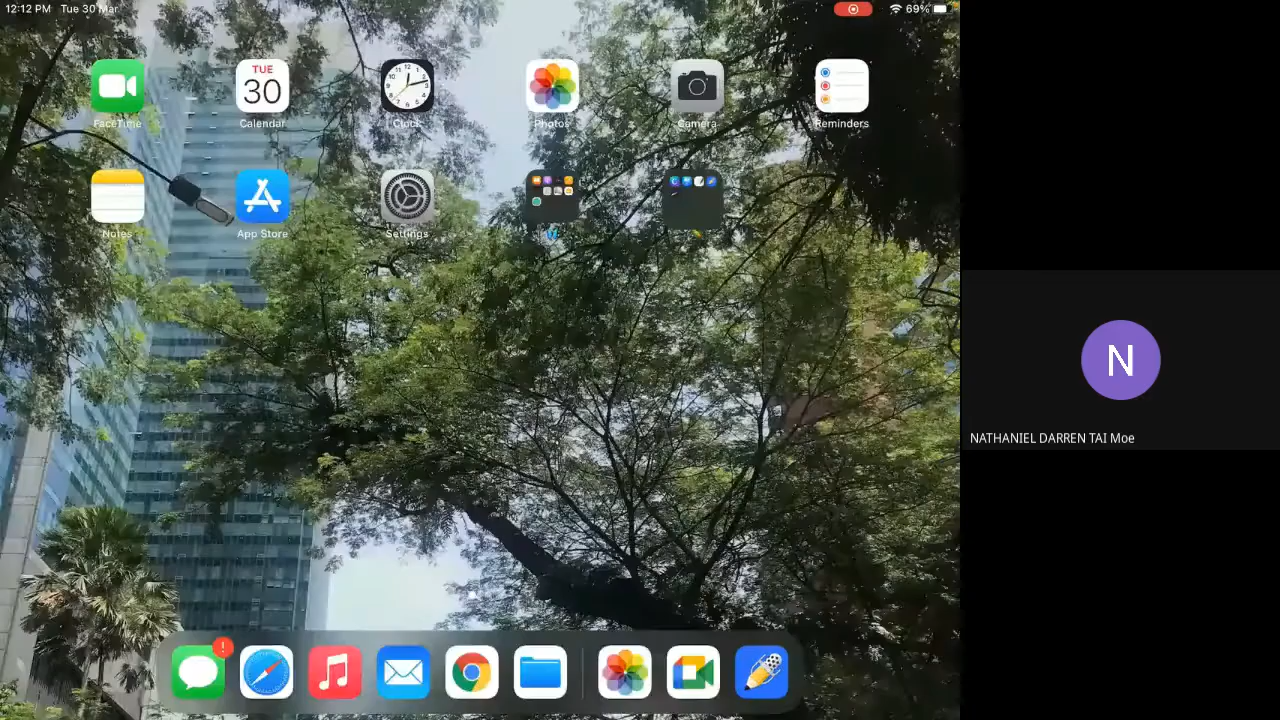 12:12 PM Tue 30 Mar
69%
TUE
30
FaceTime
Calendar
Clock
Photos
Camera
Reminders
Notes
App Store
Settings
!
N
NATHANIEL DARREN TAI Moe